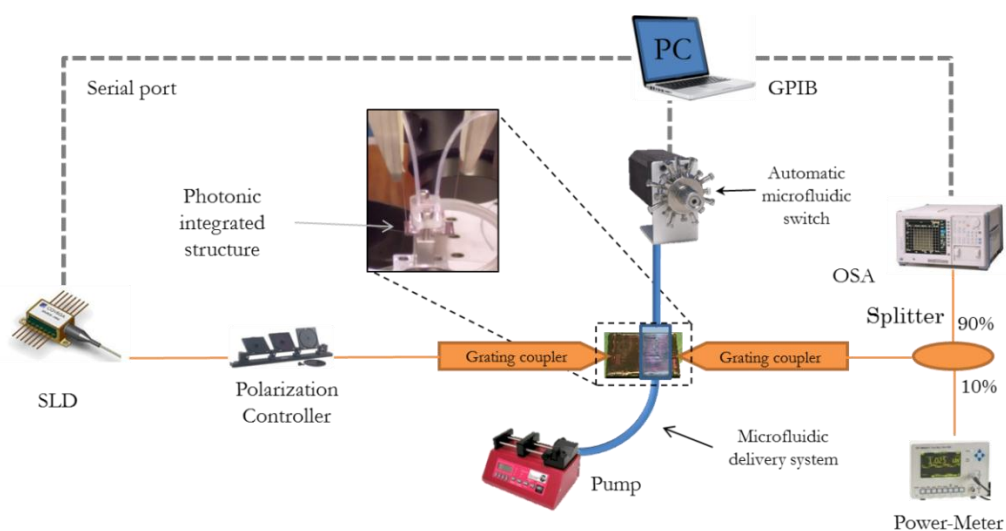 PC
Serial port
GPIB
Automatic
microfluidic
switch
Photonic
integrated
structure
OSA
Splitter
90%
Grating coupler
Grating coupler
10%
SLD
Polarization
Controller
Microfluidic
delivery system
Pump
Power-Meter